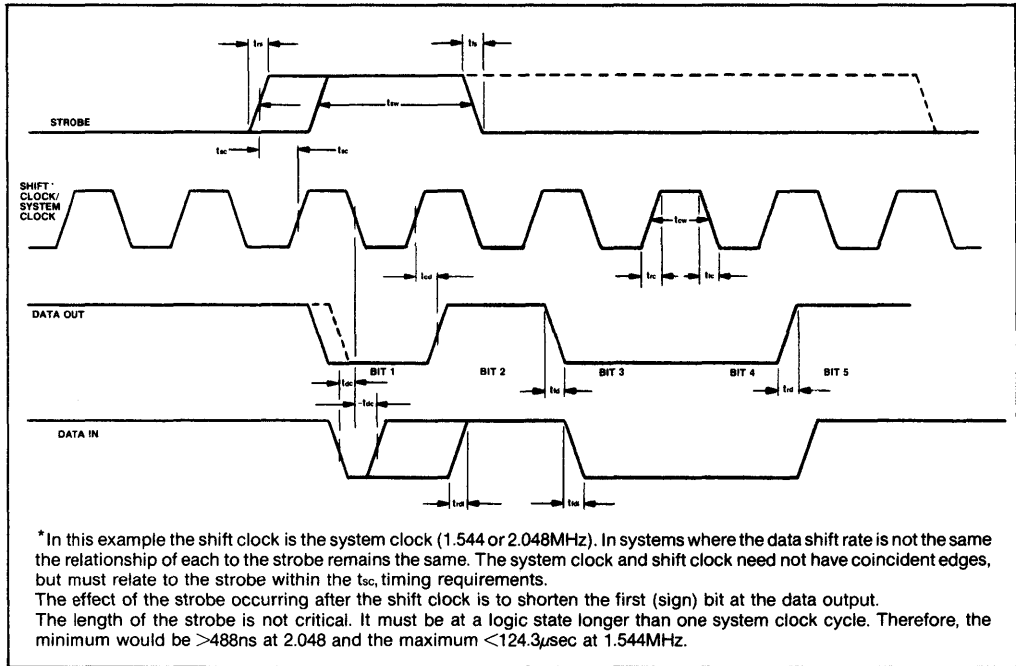 trs
tfs
tsw
STROBE
tsc
tsc
SHIFT*
CLOCK/
SYSTEM
CLOCK
tcw
trc
tfc
tcd
DATA OUT
BIT 1
BIT 2
BIT 3
BIT 4
BIT 5
tdc
tfd
trd
-tdc
DATA IN
trdi
tfdi
*In this example the shift clock is the system clock (1.544 or 2.048MHz). In systems where the data shift rate is not the same
the relationship of each to the strobe remains the same. The system clock and shift clock need not have coincident edges,
but must relate to the strobe within the tsc, timing requirements.
The effect of the strobe occurring after the shift clock is to shorten the first (sign) bit at the data output.
The length of the strobe is not critical. It must be at a logic state longer than one system clock cycle. Therefore, the
minimum would be >488ns at 2.048 and the maximum <124.3µsec at 1.544MHz.